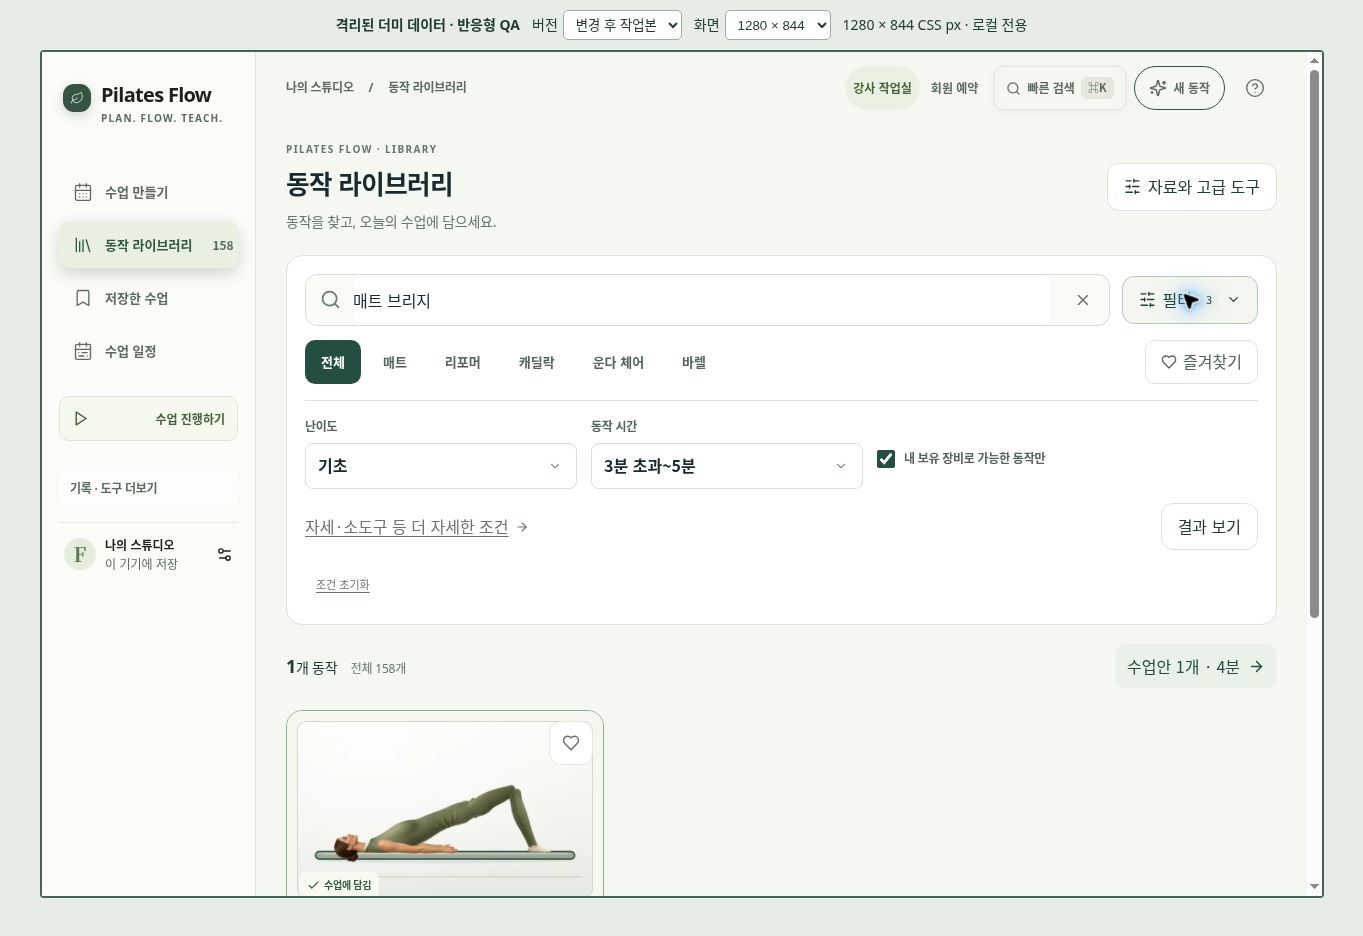 격리된 더미 데이터 · 반응형 QA 버전 변경 후 작업본 화면 1280 × 844 1280 × 844 CSS px · 로컬 전용
Pilates Flow
PLAN. FLOW. TEACH.
수업 만들기
동작 라이브러리 158
저장한 수업
수업 일정
수업 진행하기
기록 · 도구 더보기
F
나의 스튜디오
이 기기에 저장
나의 스튜디오 / 동작 라이브러리
강사 작업실 회원 예약 빠른 검색 ⌘K 새 동작
PILATES FLOW · LIBRARY
동작 라이브러리
동작을 찾고, 오늘의 수업에 담으세요.
자료와 고급 도구
매트 브리지
3
전체 매트 리포머 캐딜락 운다 체어 바렐
즐겨찾기
난이도
기초
동작 시간
3분 초과~5분
내 보유 장비로 가능한 동작만
자세·소도구 등 더 자세한 조건 →
결과 보기
조건 초기화
1개 동작 전체 158개
수업안 1개 · 4분 →
수업에 담김